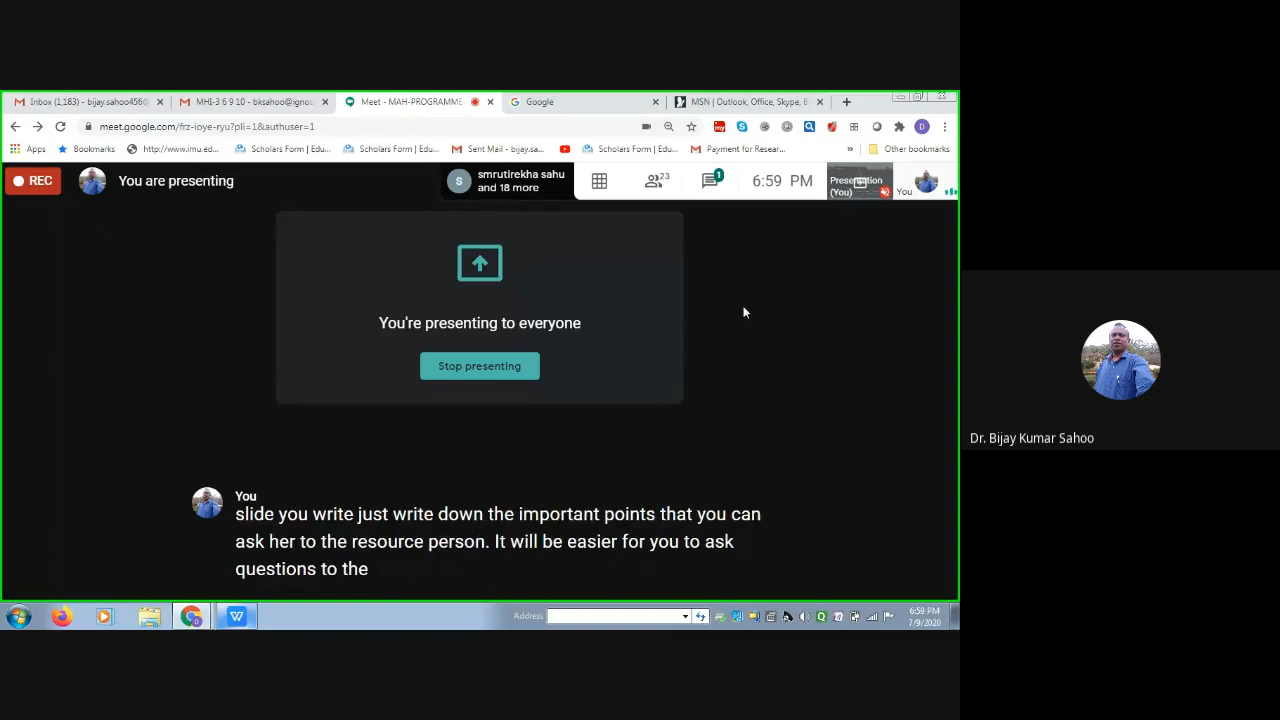 Inbox (1,183) - bijay.sahoo456@
MHI-3 6 9 10 - bksahoo@ignou
Meet - MAH-PROGRAMME
Google
MSN | Outlook, Office, Skype, B
meet.google.com/frz-ioye-ryu?pli=1&authuser=1
Apps
Bookmarks
http://www.imu.ed...
Scholars Form | Edu...
Scholars Form | Edu...
Sent Mail - bijay.sa...
Scholars Form | Edu...
Payment for Resear...
Other bookmarks
REC
You are presenting
S
smrutirekha sahu
and 18 more
23
1
6:59 PM
Presentation
(You)
You
You're presenting to everyone
Stop presenting
You
slide you write just write down the important points that you can
ask her to the resource person. It will be easier for you to ask
questions to the
Dr. Bijay Kumar Sahoo
Address
6:59 PM
7/9/2020